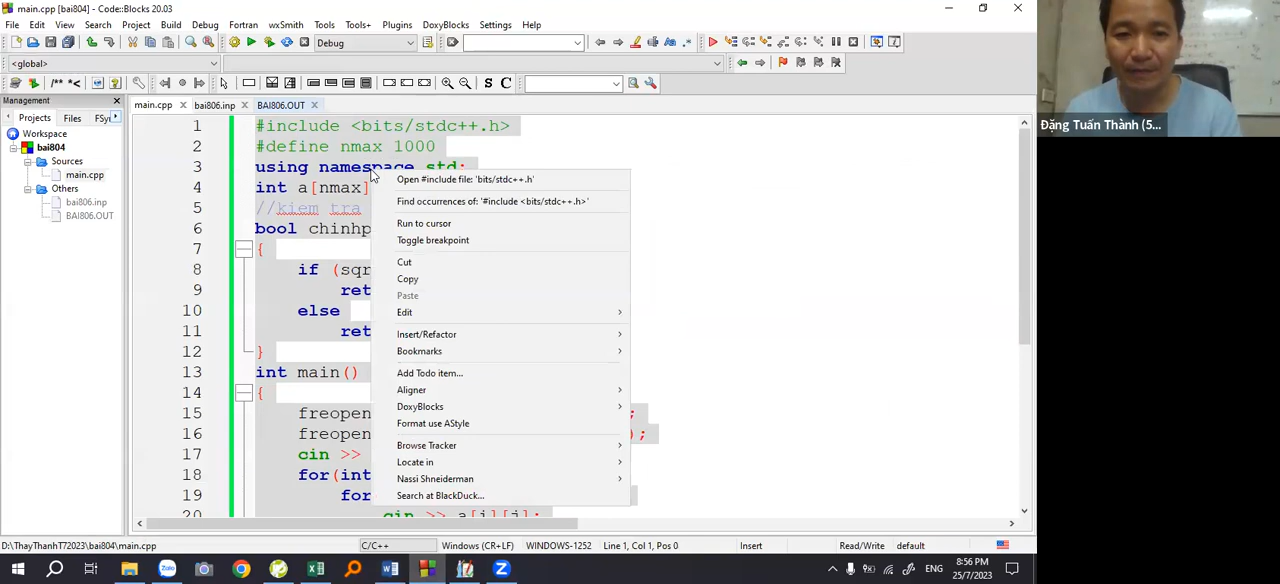 main.cpp [bai804] - Code::Blocks 20.03
File Edit View Search Project Build Debug Fortran wxSmith Tools Tools+ Plugins DoxyBlocks Settings Help
Debug
<global>
/** *<
S C
Management
main.cpp bai806.inp BAI806.OUT
Projects Files FSy
Workspace
bai804
Sources
main.cpp
Others
bai806.inp
BAI806.OUT
1 #include <bits/stdc++.h>
2 #define nmax 1000
3 using namespace std;
4 int a[nmax]
5 //kiem tra
6 bool chinhp
7 {
8 if (sqr
9 ret
10 else
11 ret
12 }
13 int main()
14 {
15 freopen ;
16 freopen );
17 cin >>
18 for(int
19 for
20 cin >> a[i][j];
Open #include file: 'bits/stdc++.h'
Find occurrences of: '#include <bits/stdc++.h>'
Run to cursor
Toggle breakpoint
Cut
Copy
Paste
Edit
Insert/Refactor
Bookmarks
Add Todo item...
Aligner
DoxyBlocks
Format use AStyle
Browse Tracker
Locate in
Nassi Shneiderman
Search at BlackDuck...
Đặng Tuấn Thành (5...
D:\ThayThanhT72023\bai804\main.cpp C/C++ Windows (CR+LF) WINDOWS-1252 Line 1, Col 1, Pos 0 Insert Read/Write default
Zalo
ENG
8:56 PM
25/7/2023